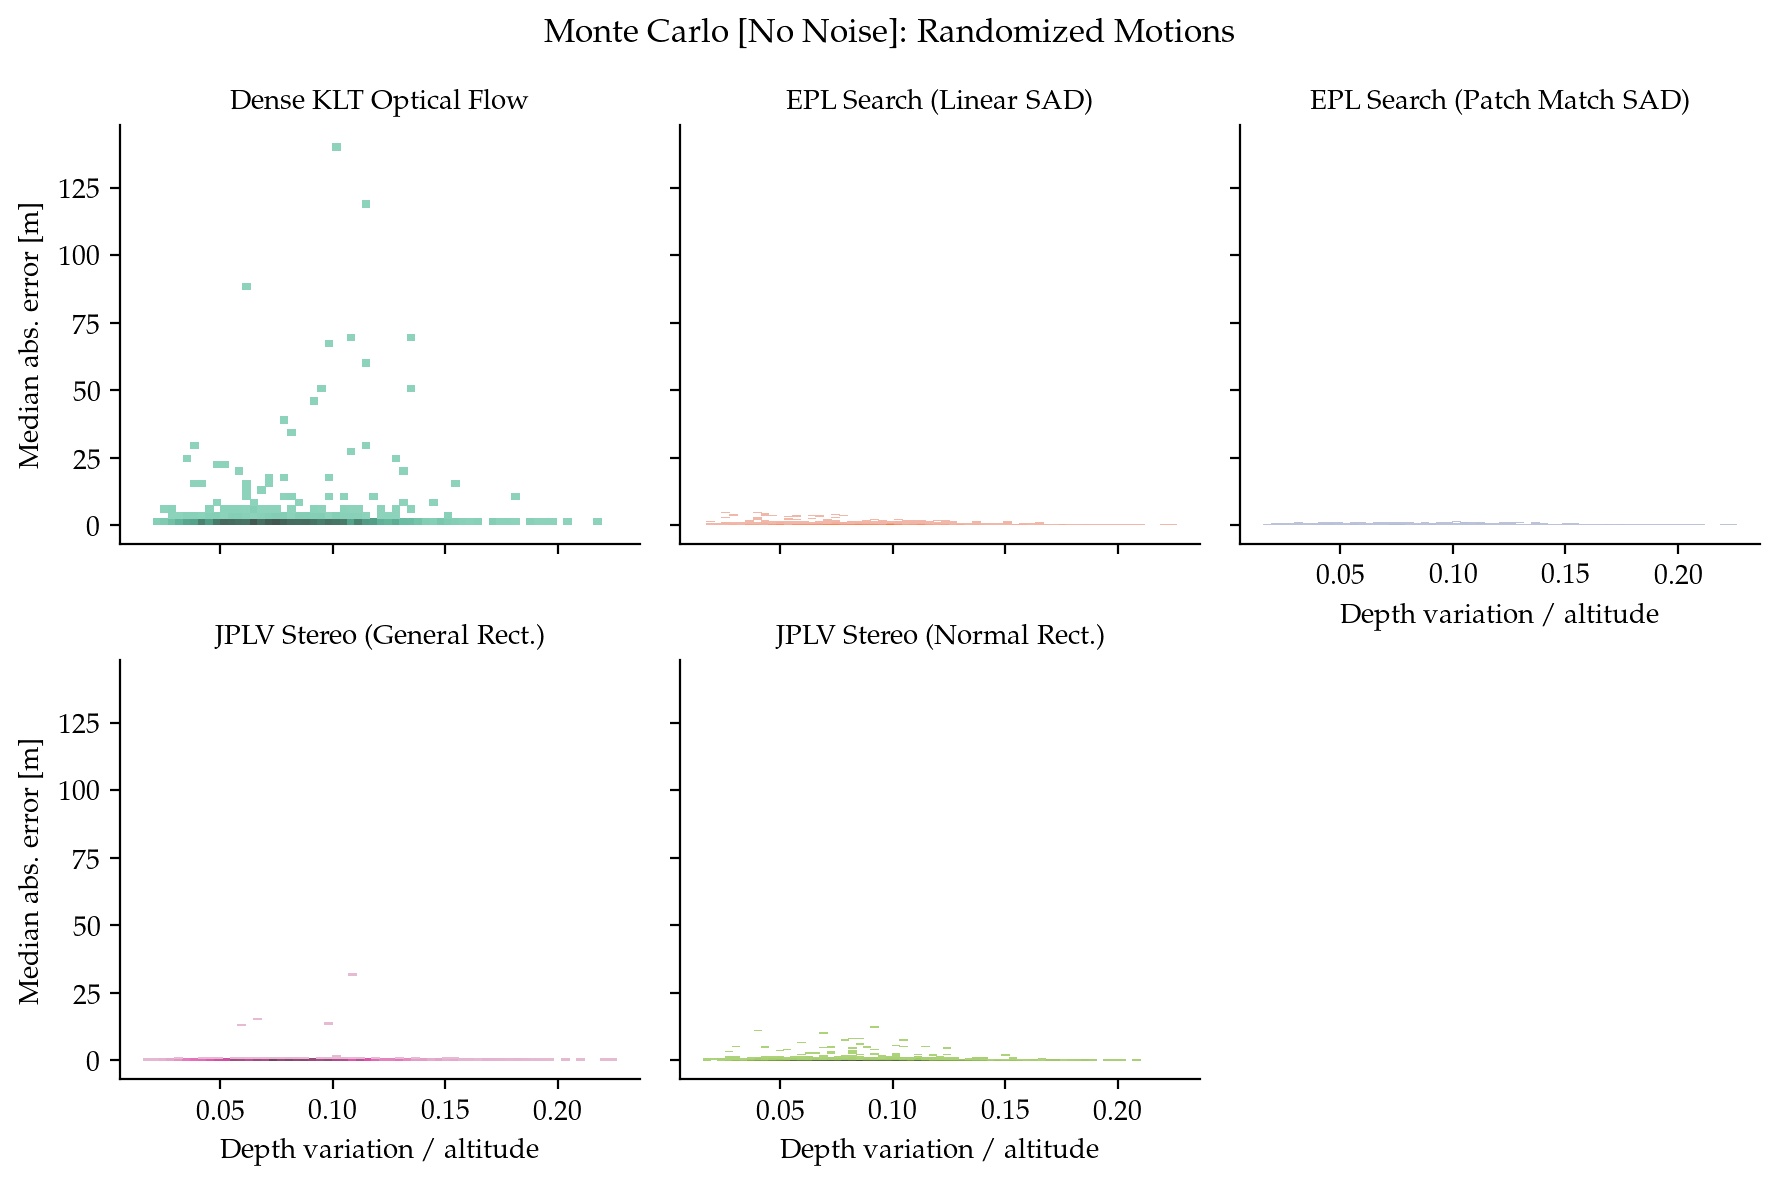 Monte Carlo [No Noise]: Randomized Motions
Dense KLT Optical Flow
EPL Search (Linear SAD)
EPL Search (Patch Match SAD)
Median abs. error [m]
125
100
75
50
25
0
0.05 0.10 0.15 0.20
Depth variation / altitude
JPLV Stereo (General Rect.)
JPLV Stereo (Normal Rect.)
Median abs. error [m]
125
100
75
50
25
0
0.05 0.10 0.15 0.20
Depth variation / altitude
0.05 0.10 0.15 0.20
Depth variation / altitude